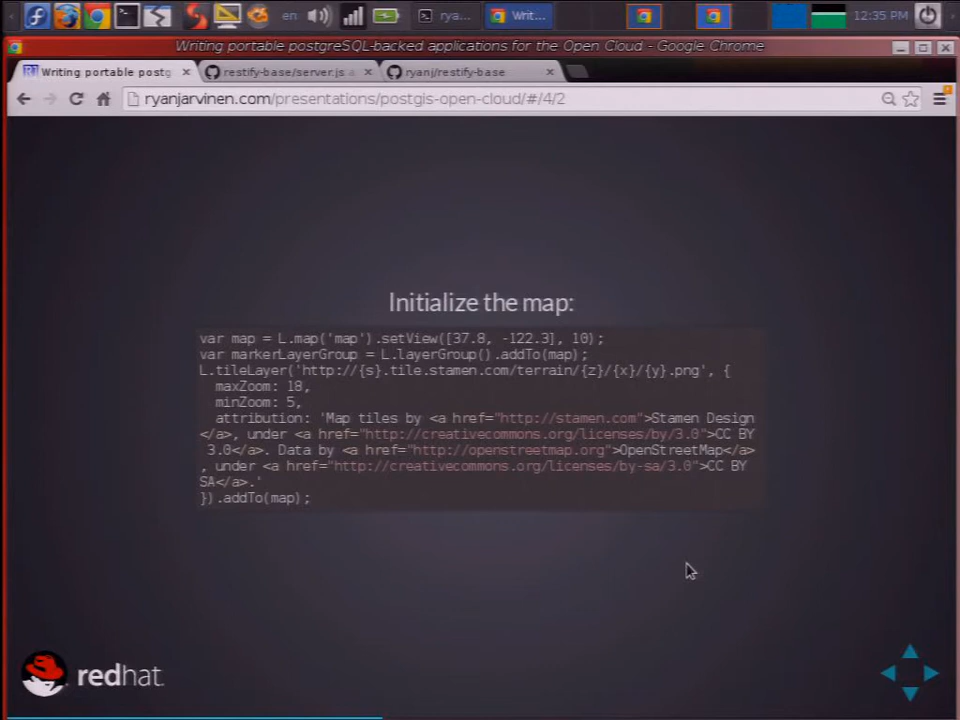 en
rya...
Writ...
12:35 PM
Writing portable postgreSQL-backed applications for the Open Cloud - Google Chrome
Writing portable postg
restify-base/server.js a
ryanj/restify-base
ryanjarvinen.com/presentations/postgis-open-cloud/#/4/2
Initialize the map:
var map = L.map('map').setView([37.8, -122.3], 10);
var markerLayerGroup = L.layerGroup().addTo(map);
L.tileLayer('http://{s}.tile.stamen.com/terrain/{z}/{x}/{y}.png', {
maxZoom: 18,
minZoom: 5,
attribution: 'Map tiles by <a href="http://stamen.com">Stamen Design
</a>, under <a href="http://creativecommons.org/licenses/by/3.0">CC BY
3.0</a>. Data by <a href="http://openstreetmap.org">OpenStreetMap</a>
, under <a href="http://creativecommons.org/licenses/by-sa/3.0">CC BY
SA</a>.'
}).addTo(map);
redhat.